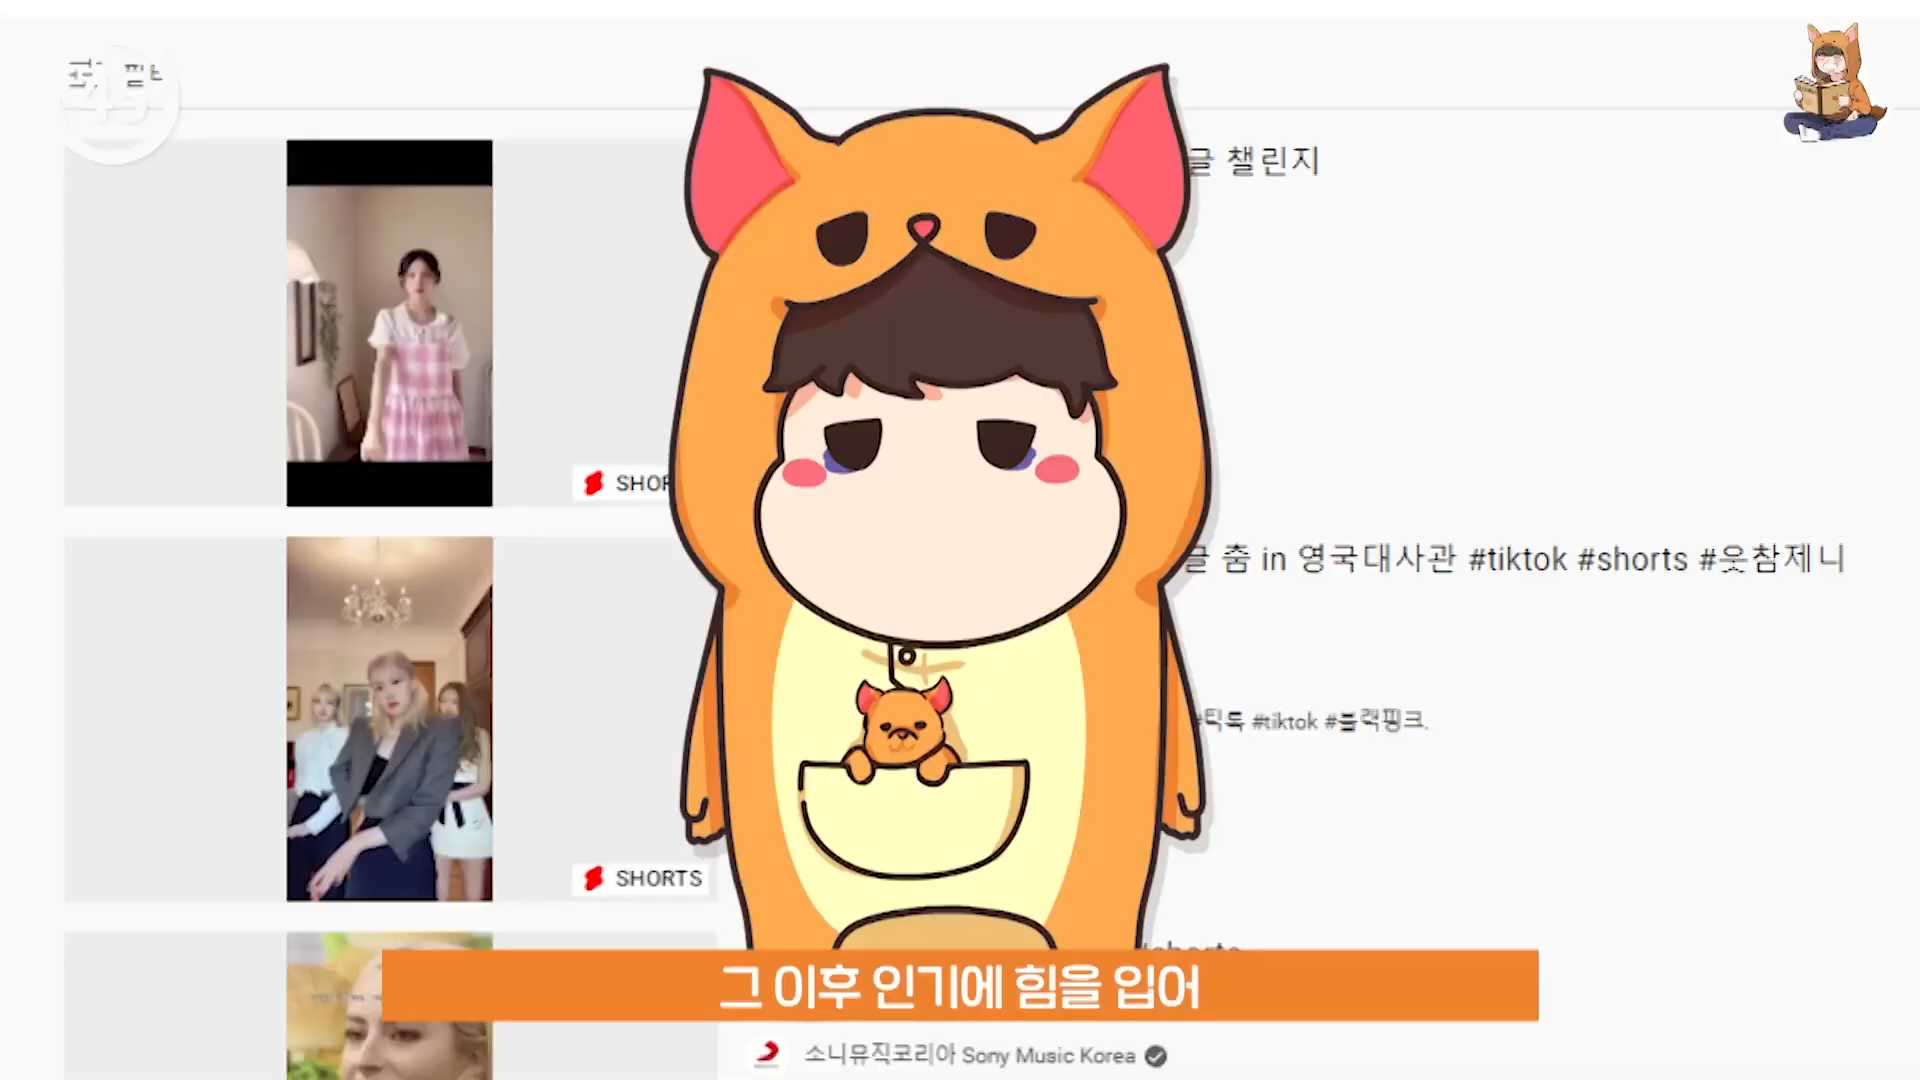 글 챌린지
SHOR
글 춤 in 영국대사관 #tiktok #shorts #웃참제니
#틱톡 #tiktok #블랙핑크.
SHORTS
그 이후 인기에 힘을 입어
소니뮤직코리아 Sony Music Korea